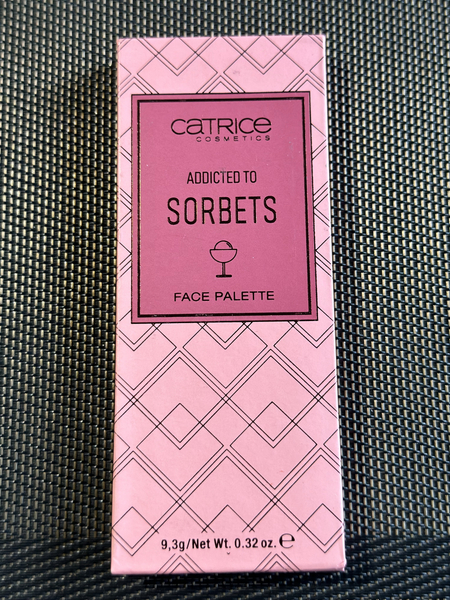 CATRICE
COSMETICS
ADDICTED TO
SORBETS
FACE PALETTE
9,3g/Net Wt. 0.32 oz. ℮